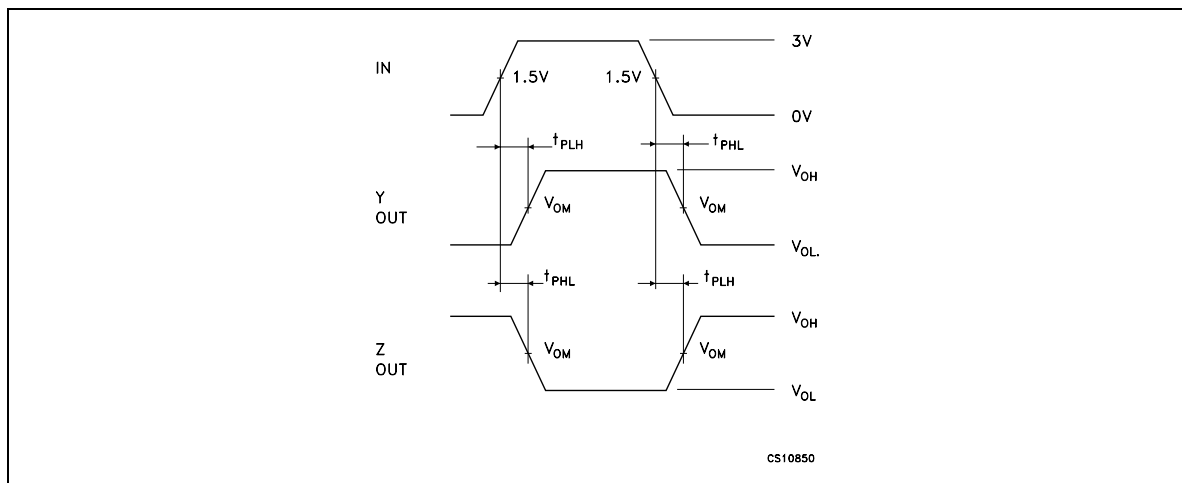 3V
IN
1.5V 1.5V
0V
tPLH tPHL
VOH
Y
OUT
VOM VOM
VOL.
tPHL tPLH
VOH
Z
OUT
VOM VOM
VOL
CS10850